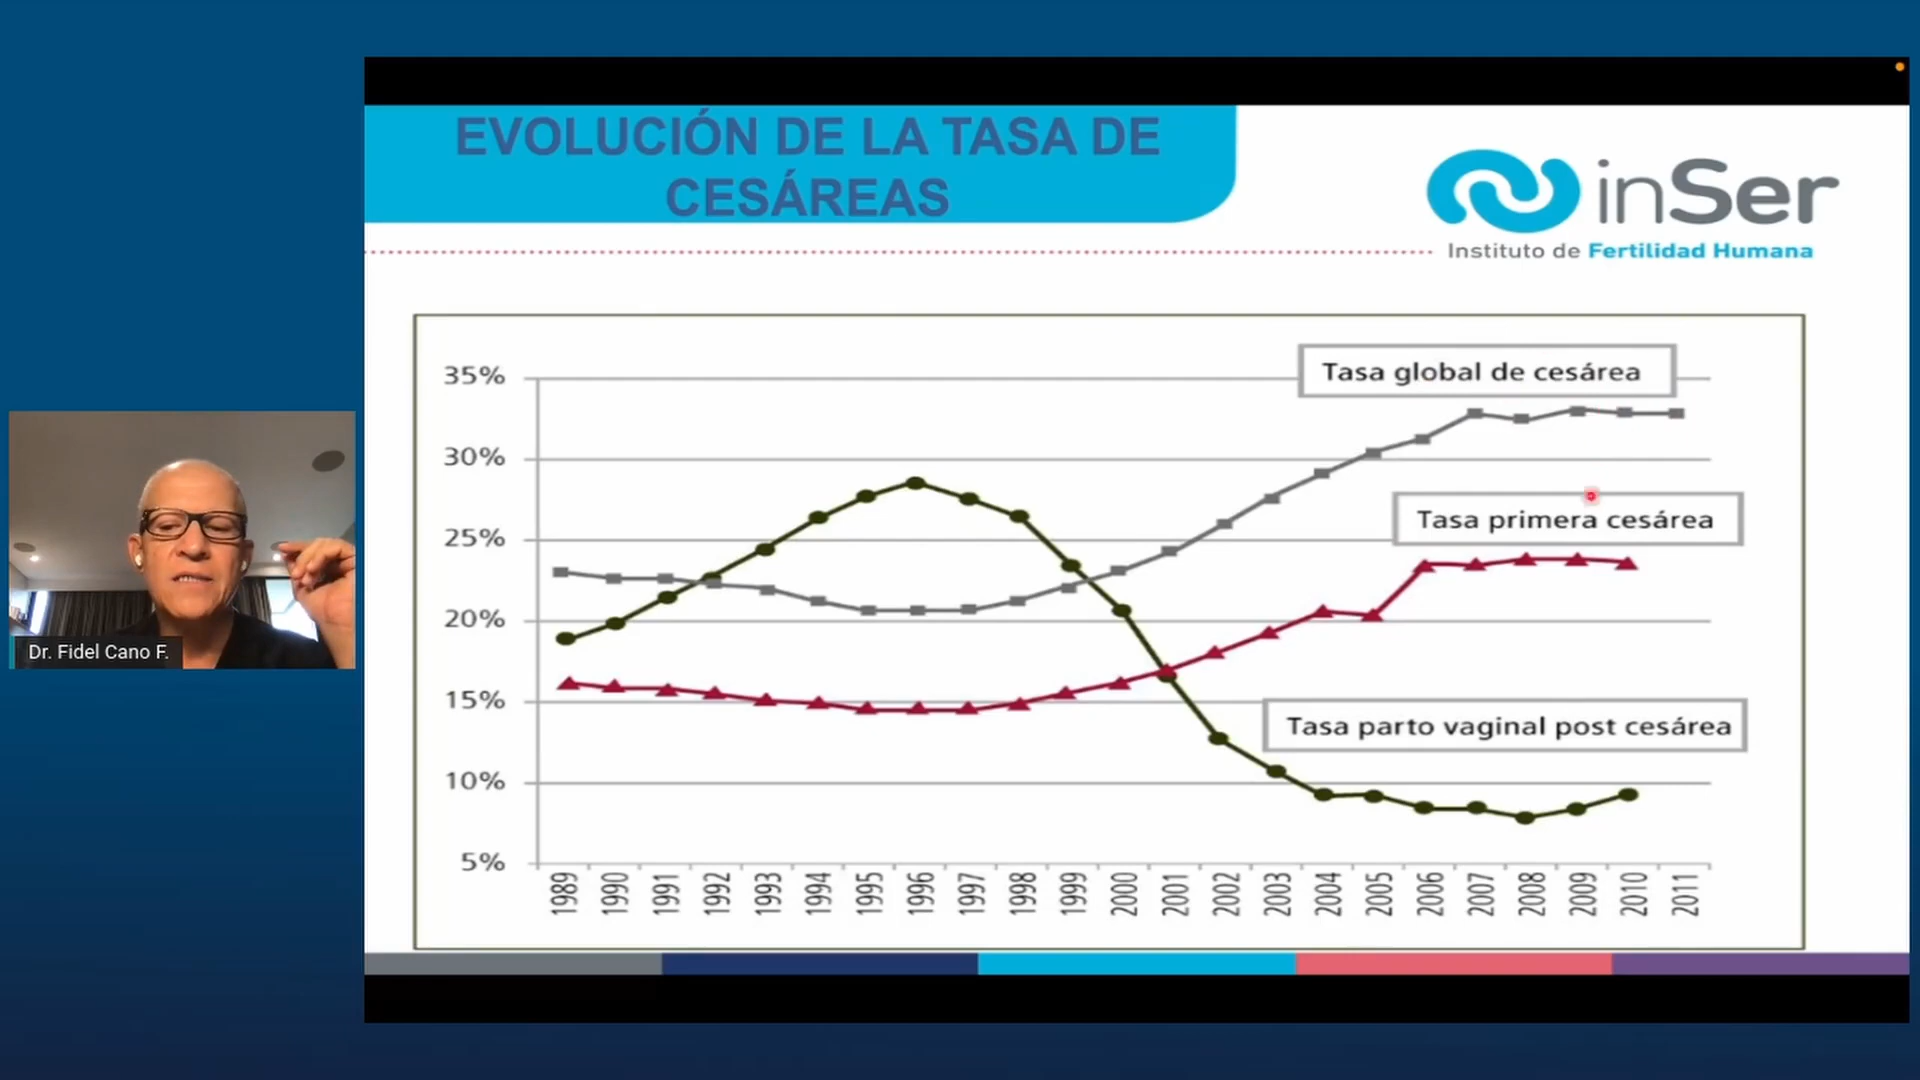 EVOLUCIÓN DE LA TASA DE
CESÁREAS
inSer
Instituto de Fertilidad Humana
Tasa global de cesárea
Tasa primera cesárea
Tasa parto vaginal post cesárea
35%
30%
25%
20%
15%
10%
5%
1989 1990 1991 1992 1993 1994 1995 1996 1997 1998 1999 2000 2001 2002 2003 2004 2005 2006 2007 2008 2009 2010 2011
Dr. Fidel Cano F.